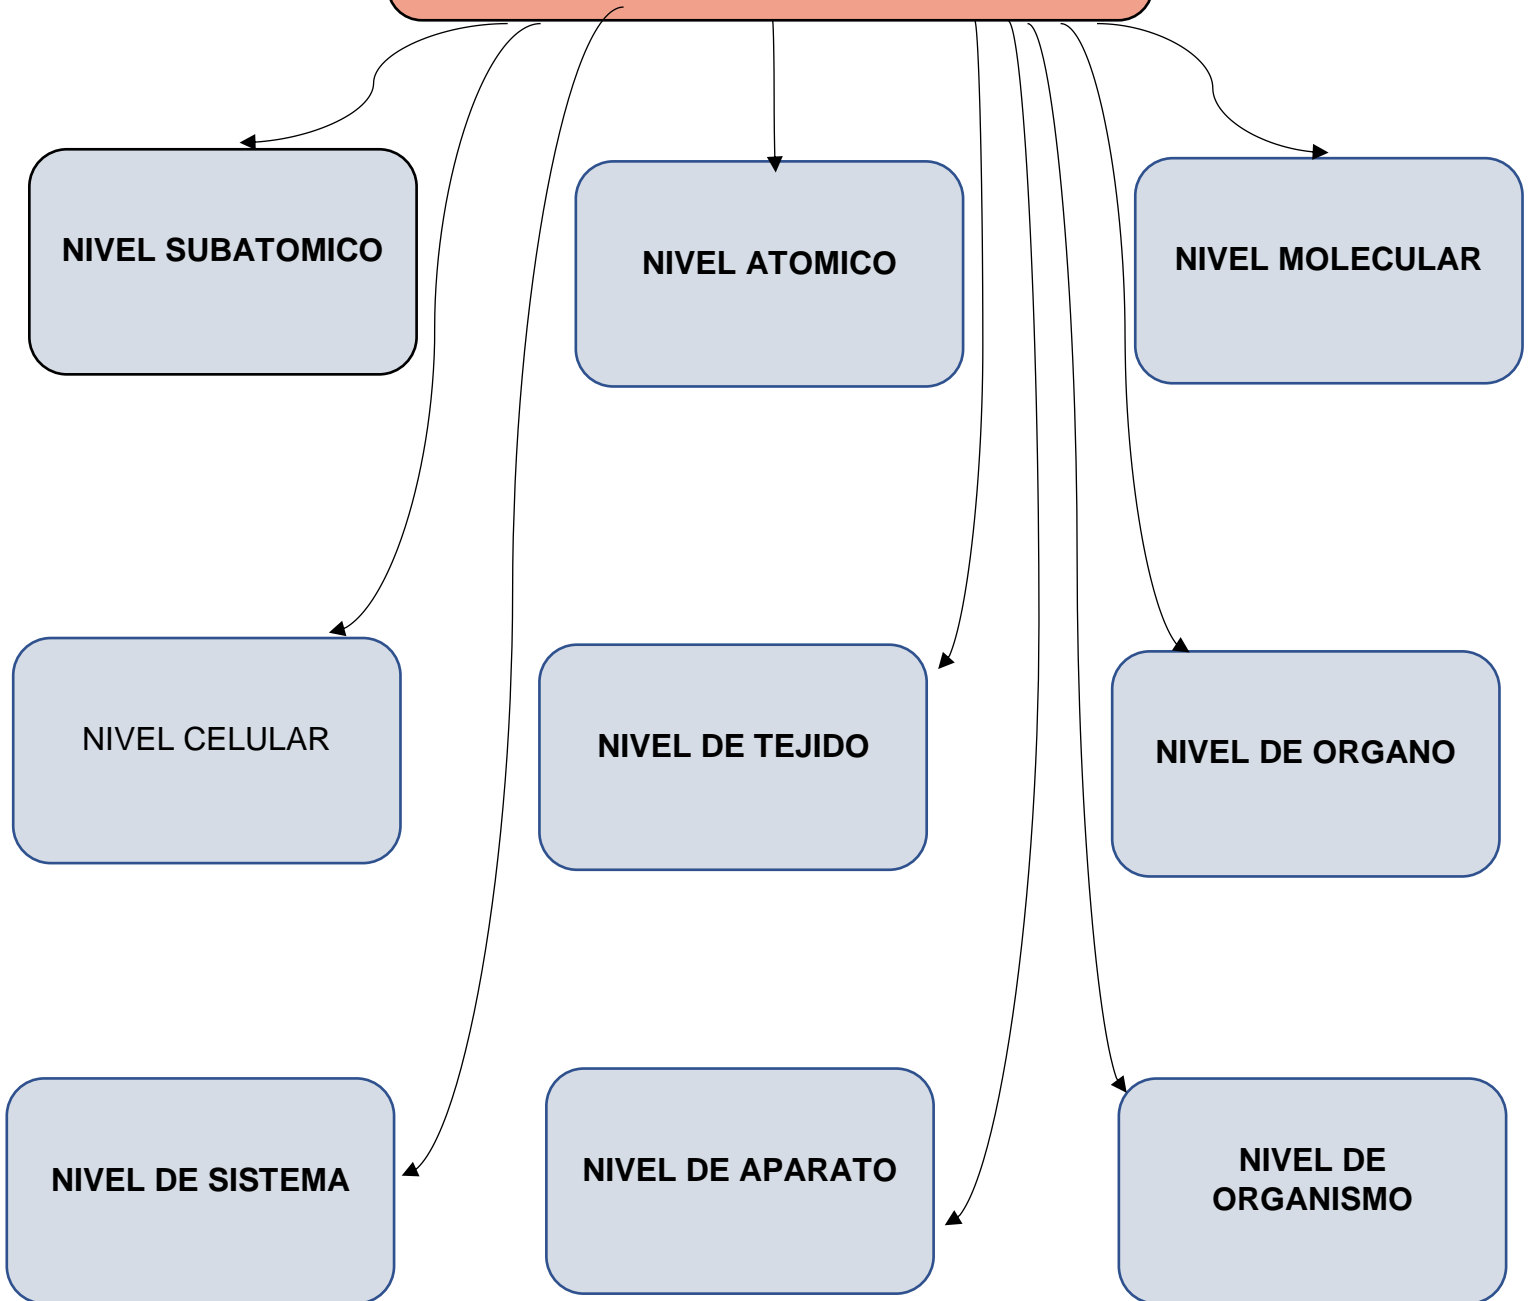 NIVEL SUBATOMICO
NIVEL ATOMICO
NIVEL MOLECULAR
NIVEL CELULAR
NIVEL DE TEJIDO
NIVEL DE ORGANO
NIVEL DE SISTEMA
NIVEL DE APARATO
NIVEL DE
ORGANISMO